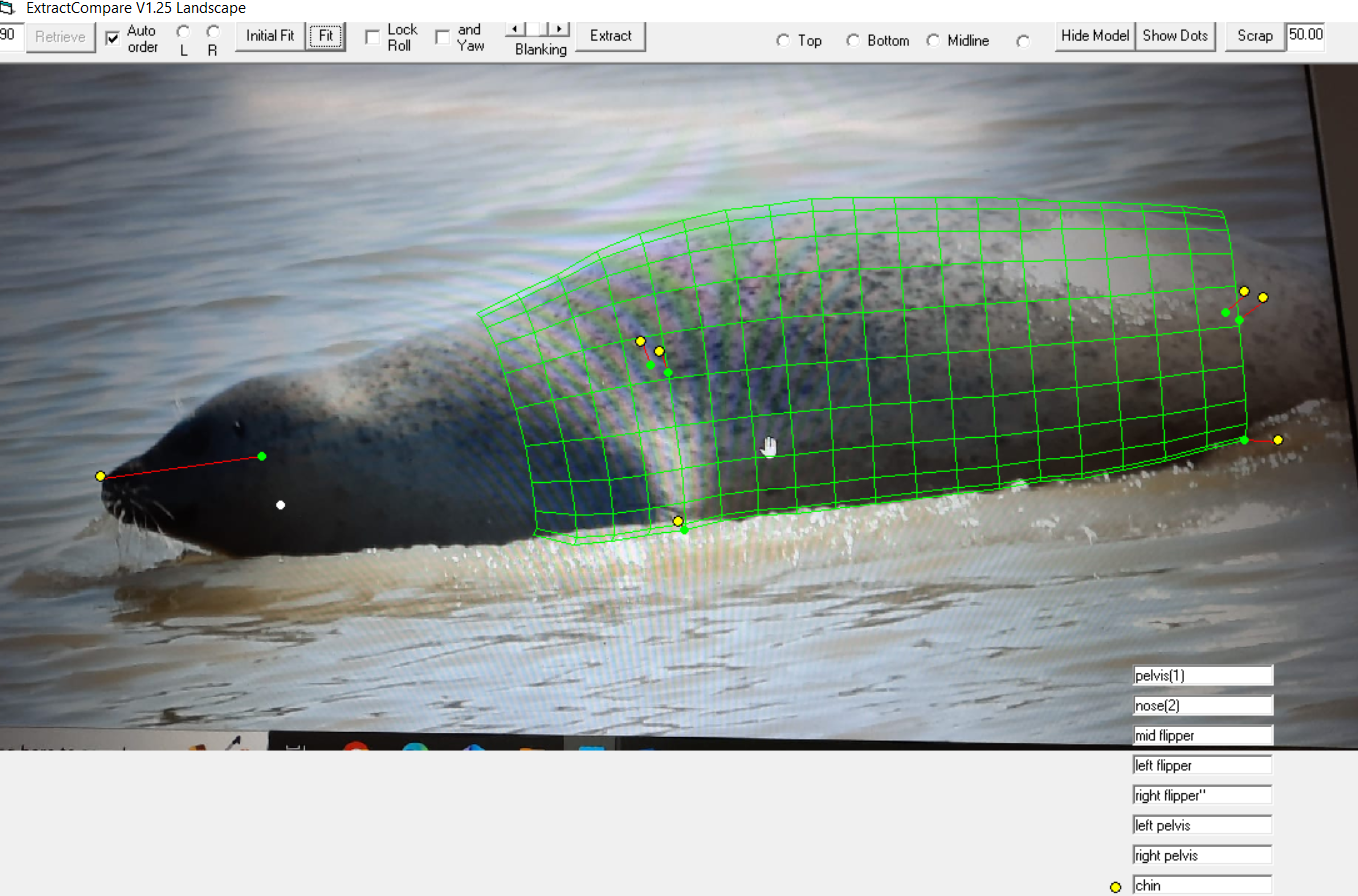 ExtractCompare V1.25 Landscape
90 Retrieve Auto order L R Initial Fit Fit Lock Roll and Yaw Blanking Extract Top Bottom Midline Hide Model Show Dots Scrap 50.00
pelvis(1)
nose(2)
mid flipper
left flipper
right flipper"
left pelvis
right pelvis
chin